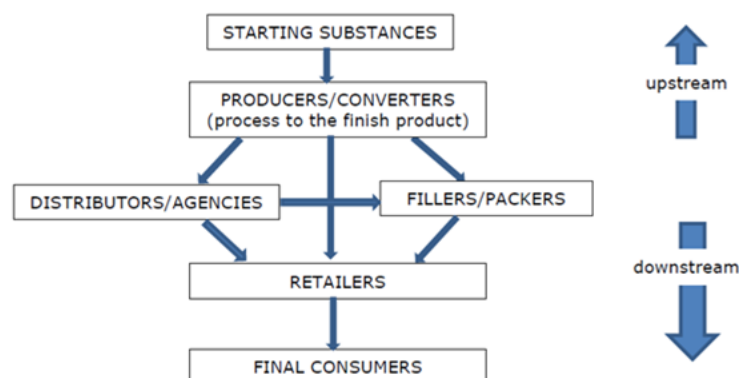 STARTING SUBSTANCES
PRODUCERS/CONVERTERS
(process to the finish product)
upstream
DISTRIBUTORS/AGENCIES
FILLERS/PACKERS
downstream
RETAILERS
FINAL CONSUMERS